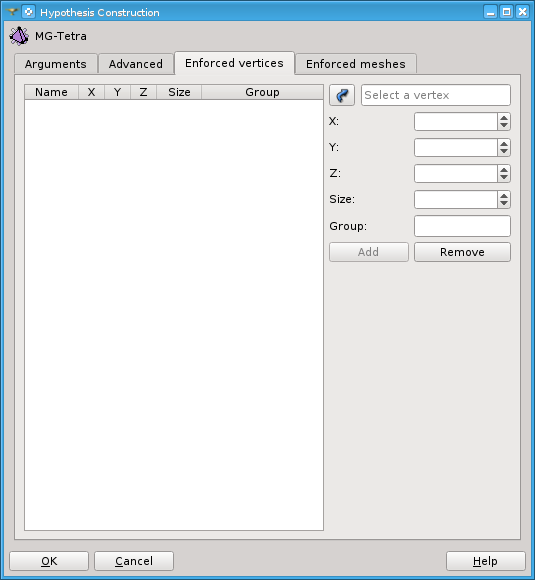 Hypothesis Construction
MG-Tetra
Arguments Advanced Enforced vertices Enforced meshes
Name X Y Z Size Group
Select a vertex
X:
Y:
Z:
Size:
Group:
Add Remove
OK Cancel Help